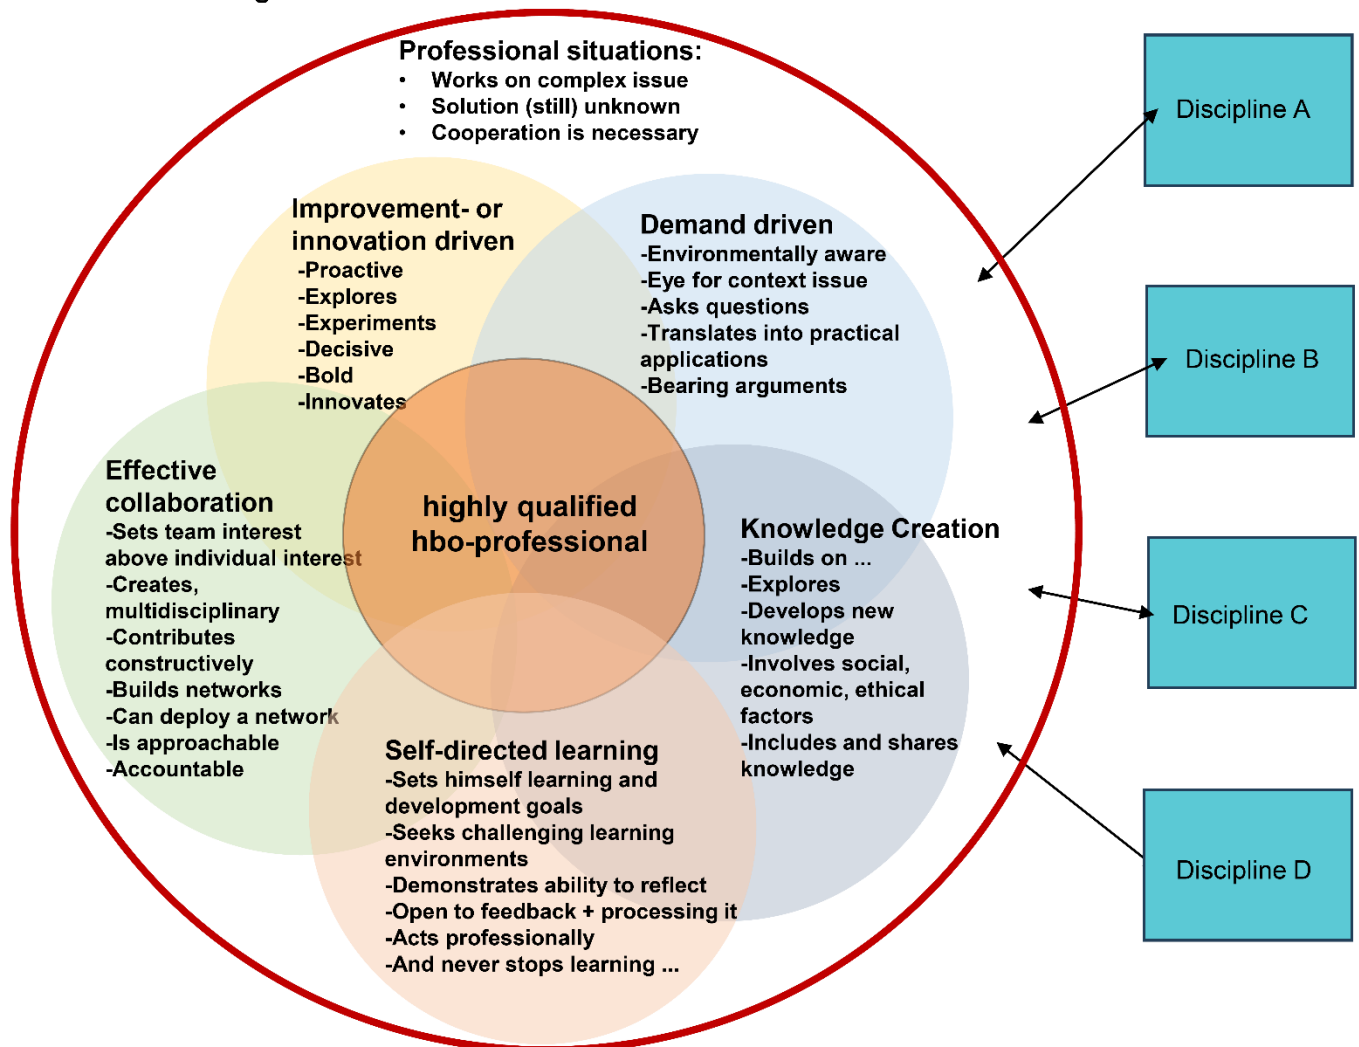 Professional situations:
• Works on complex issue
• Solution (still) unknown
• Cooperation is necessary
Improvement- or
innovation driven
-Proactive
-Explores
-Experiments
-Decisive
-Bold
-Innovates
Demand driven
-Environmentally aware
-Eye for context issue
-Asks questions
-Translates into practical
applications
-Bearing arguments
Effective
collaboration
-Sets team interest
above individual interest
-Creates,
multidisciplinary
-Contributes
constructively
-Builds networks
-Can deploy a network
-Is approachable
-Accountable
highly qualified
hbo-professional
Knowledge Creation
-Builds on ...
-Explores
-Develops new
knowledge
-Involves social,
economic, ethical
factors
-Includes and shares
knowledge
Self-directed learning
-Sets himself learning and
development goals
-Seeks challenging learning
environments
-Demonstrates ability to reflect
-Open to feedback + processing it
-Acts professionally
-And never stops learning ...
Discipline A
Discipline B
Discipline C
Discipline D